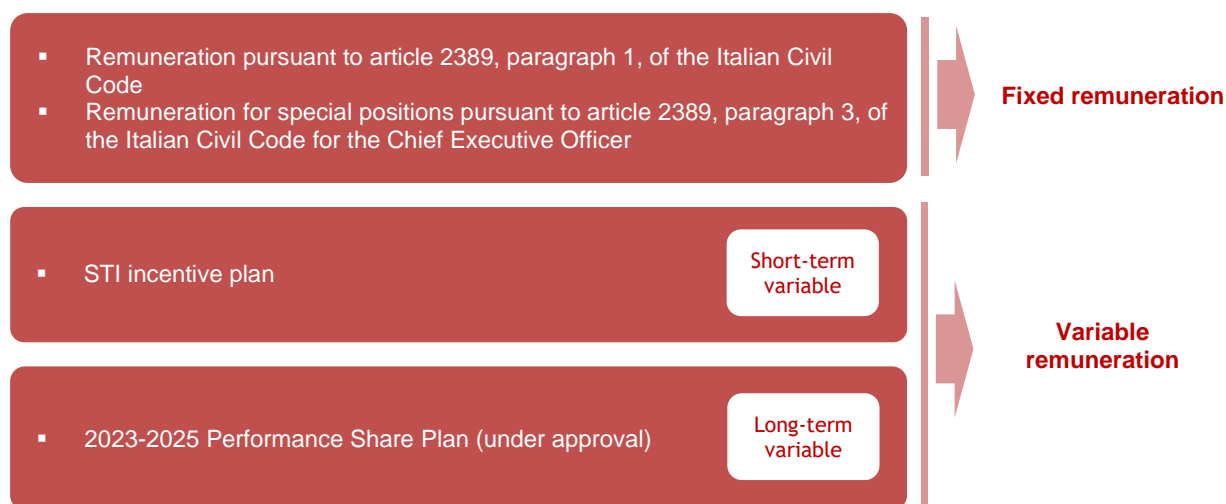 ▪ Remuneration pursuant to article 2389, paragraph 1, of the Italian Civil
Code
▪ Remuneration for special positions pursuant to article 2389, paragraph 3, of
the Italian Civil Code for the Chief Executive Officer
Fixed remuneration
▪ STI incentive plan
Short-term
variable
Variable
remuneration
▪ 2023-2025 Performance Share Plan (under approval)
Long-term
variable